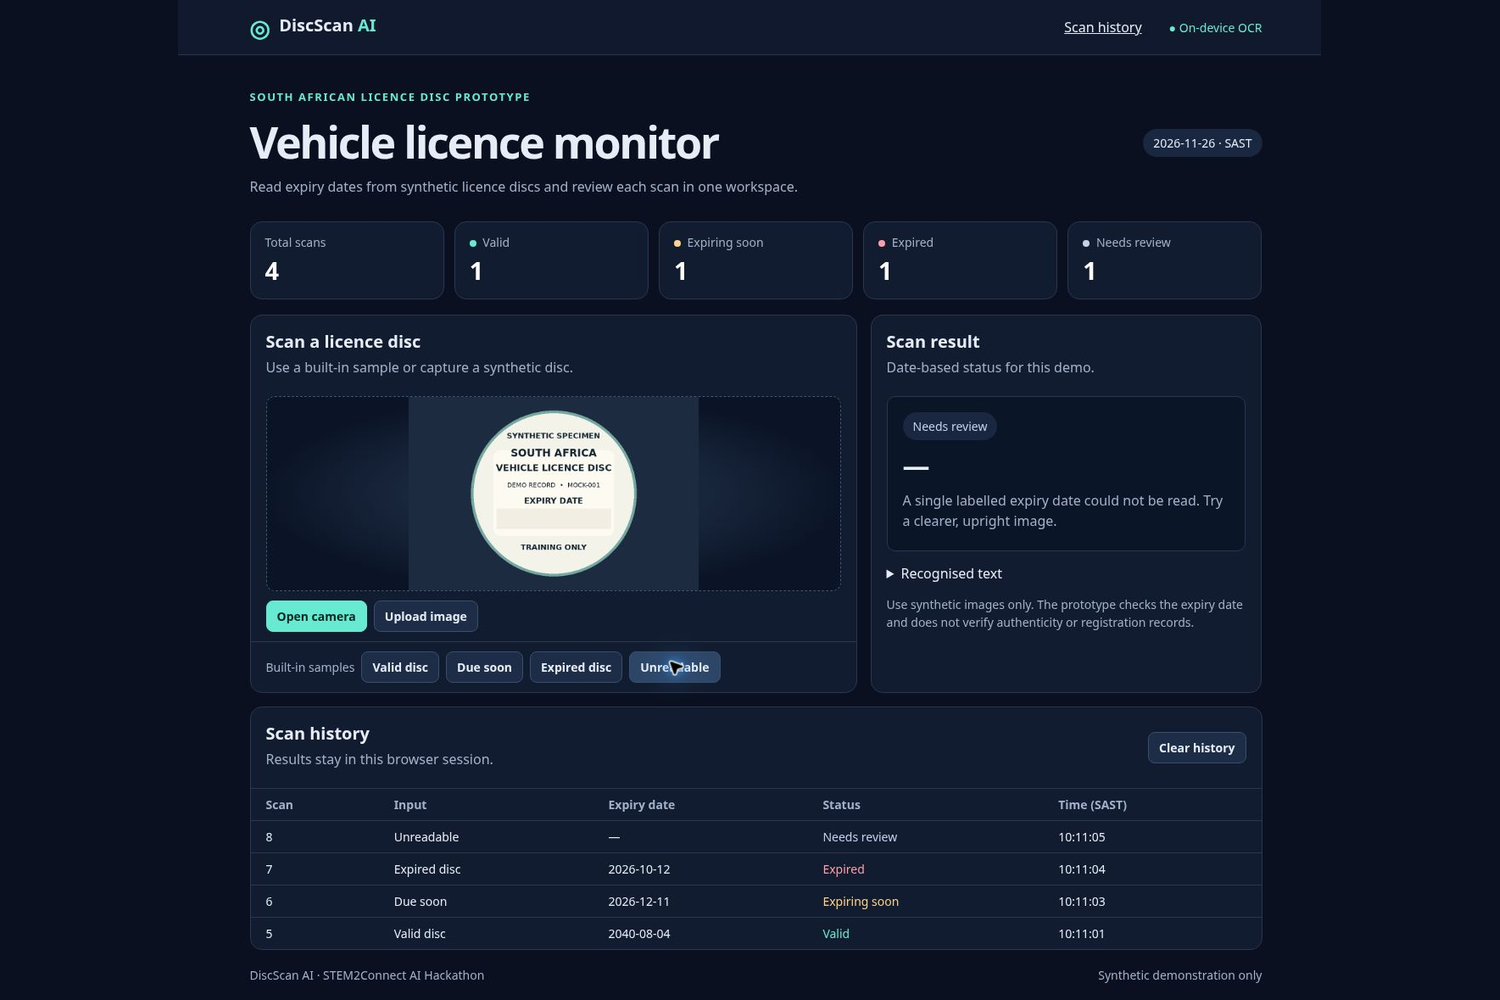 DiscScan AI
Scan history
On-device OCR
SOUTH AFRICAN LICENCE DISC PROTOTYPE
Vehicle licence monitor
2026-11-26 · SAST
Read expiry dates from synthetic licence discs and review each scan in one workspace.
Total scans
4
Valid
1
Expiring soon
1
Expired
1
Needs review
1
Scan a licence disc
Use a built-in sample or capture a synthetic disc.
SYNTHETIC SPECIMEN
SOUTH AFRICA
VEHICLE LICENCE DISC
DEMO RECORD • MOCK-001
EXPIRY DATE
TRAINING ONLY
Open camera
Upload image
Built-in samples
Valid disc
Due soon
Expired disc
Unreadable
Scan result
Date-based status for this demo.
Needs review
—
A single labelled expiry date could not be read. Try
a clearer, upright image.
Recognised text
Use synthetic images only. The prototype checks the expiry date
and does not verify authenticity or registration records.
Scan history
Results stay in this browser session.
Clear history
Scan Input Expiry date Status Time (SAST)
8 Unreadable — Needs review 10:11:05
7 Expired disc 2026-10-12 Expired 10:11:04
6 Due soon 2026-12-11 Expiring soon 10:11:03
5 Valid disc 2040-08-04 Valid 10:11:01
DiscScan AI · STEM2Connect AI Hackathon
Synthetic demonstration only